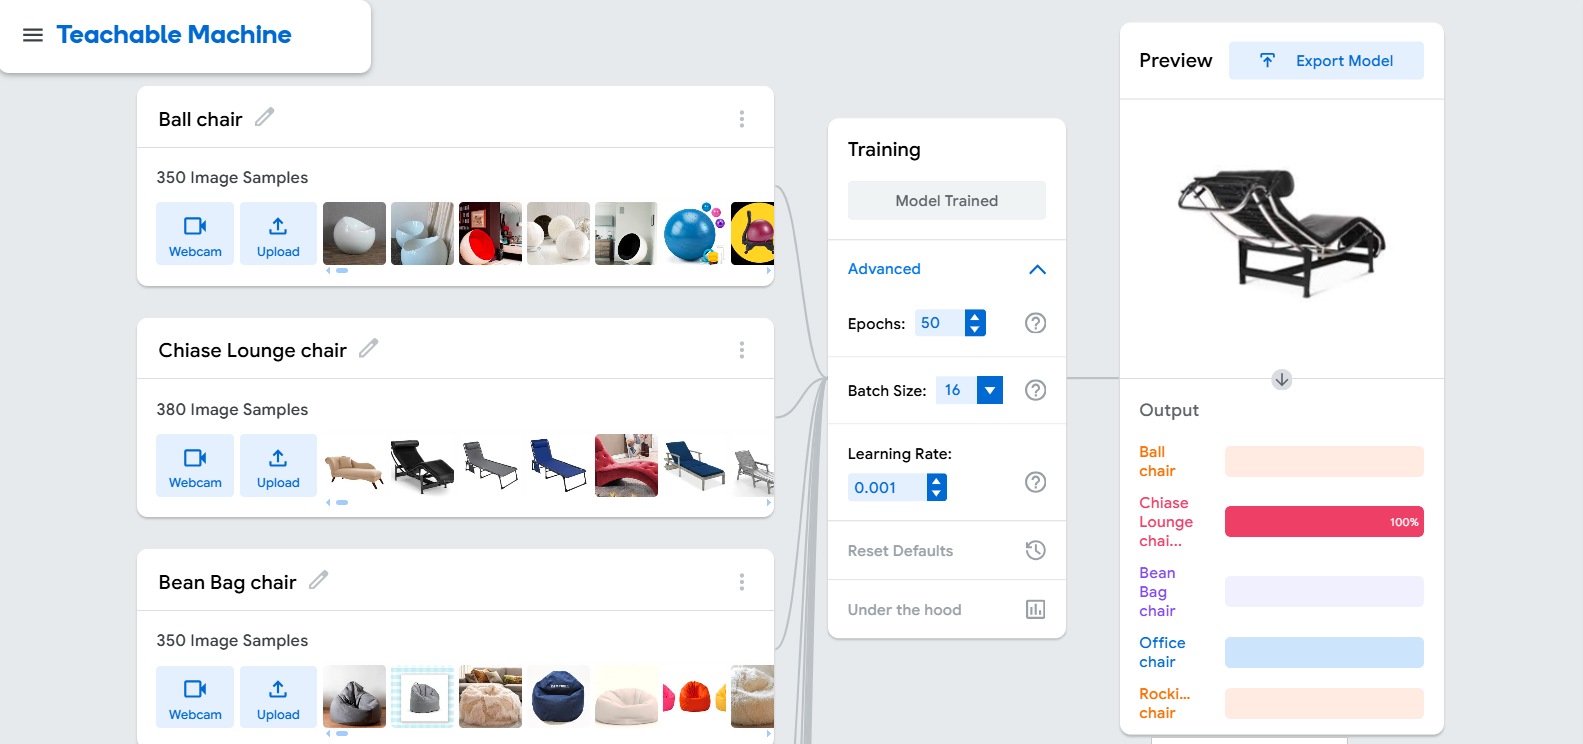 Teachable Machine
Ball chair
350 Image Samples
Webcam
Upload
Chiase Lounge chair
380 Image Samples
Webcam
Upload
Bean Bag chair
350 Image Samples
Webcam
Upload
Training
Model Trained
Advanced
Epochs: 50
Batch Size: 16
Learning Rate:
0.001
Reset Defaults
Under the hood
Preview
Export Model
Output
Ball
chair
Chiase
Lounge
chai...
100%
Bean
Bag
chair
Office
chair
Rocki...
chair